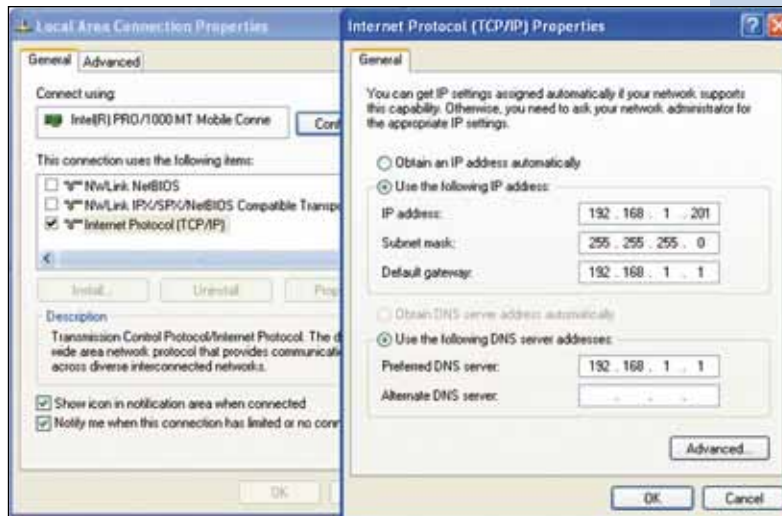 Local Area Connection Properties
General Advanced
Connect using:
Intel(R) PRO/1000 MT Mobile Conne
Conf
This connection uses the following items:
NWLink NetBIOS
NWLink IPX/SPX/NetBIOS Compatible Transpo
Internet Protocol (TCP/IP)
Install... Uninstall Prop
Description
Transmission Control Protocol/Internet Protocol. The d
wide area network protocol that provides communicati
across diverse interconnected networks.
Show icon in notification area when connected
Notify me when this connection has limited or no conn
OK
Internet Protocol (TCP/IP) Properties
General
You can get IP settings assigned automatically if your network supports
this capability. Otherwise, you need to ask your network administrator for
the appropriate IP settings.
Obtain an IP address automatically
Use the following IP address:
IP address: 192 . 168 . 1 . 201
Subnet mask: 255 . 255 . 255 . 0
Default gateway: 192 . 168 . 1 . 1
Obtain DNS server address automatically
Use the following DNS server addresses:
Preferred DNS server: 192 . 168 . 1 . 1
Alternate DNS server: . . .
Advanced...
OK Cancel